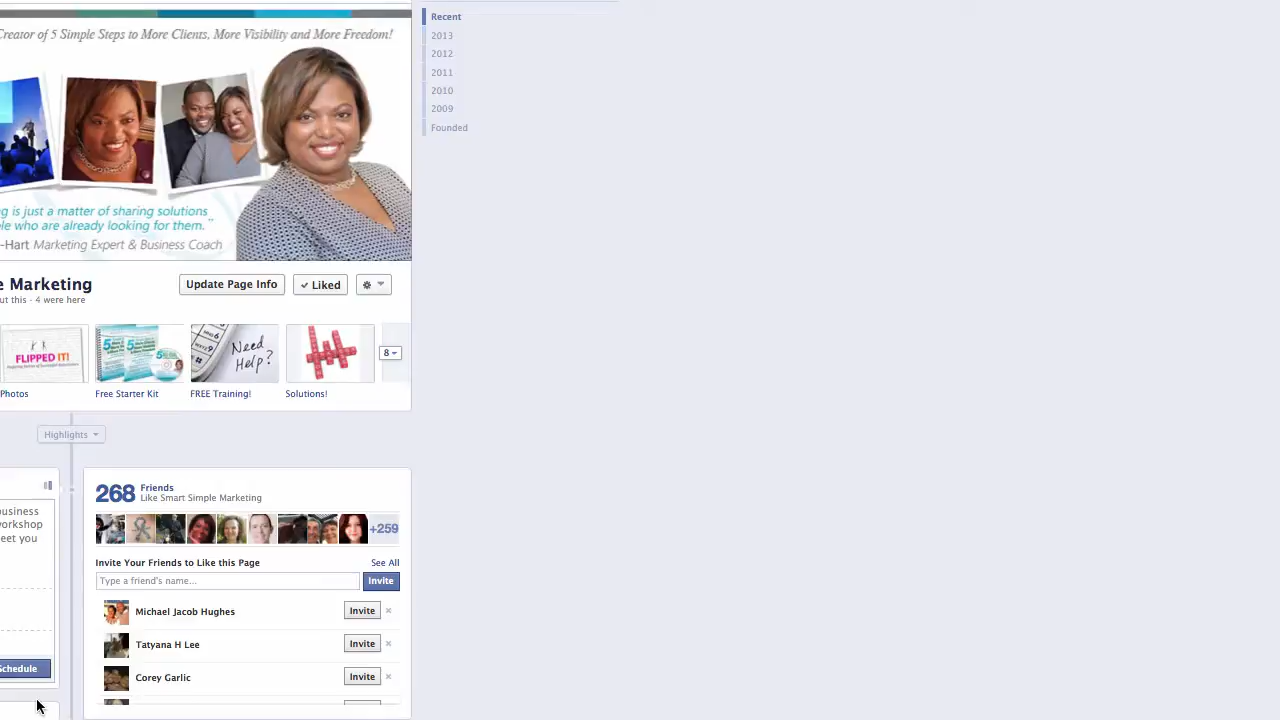 Creator of 5 Simple Steps to More Clients, More Visibility and More Freedom!
g is just a matter of sharing solutions
le who are already looking for them."
-Hart Marketing Expert & Business Coach
e Marketing
Update Page Info
Liked
ut this · 4 were here
FLIPPED IT!
Need Help?
8
Photos
Free Starter Kit
FREE Training!
Solutions!
Highlights
268 Friends
Like Smart Simple Marketing
+259
Invite Your Friends to Like this Page
See All
Type a friend's name...
Invite
Michael Jacob Hughes
Invite
Tatyana H Lee
Invite
Corey Garlic
Invite
business
workshop
eet you
Schedule
Recent
2013
2012
2011
2010
2009
Founded